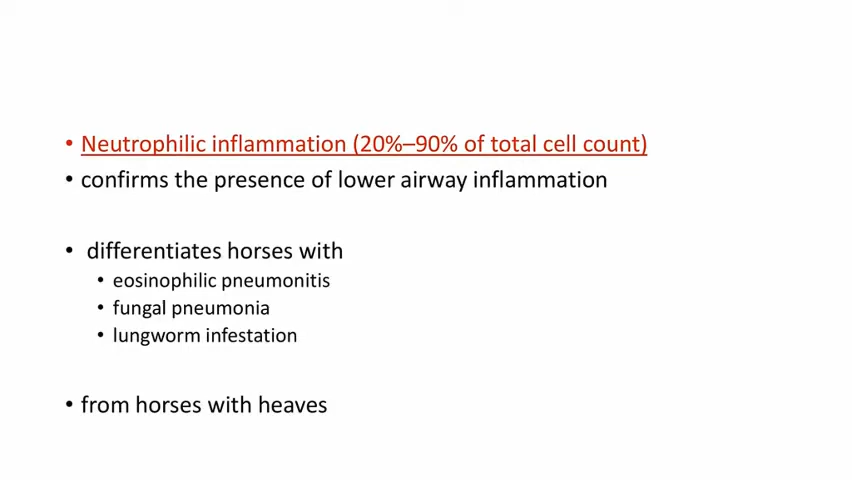 • Neutrophilic inflammation (20%–90% of total cell count)
• confirms the presence of lower airway inflammation
• differentiates horses with
• eosinophilic pneumonitis
• fungal pneumonia
• lungworm infestation
• from horses with heaves